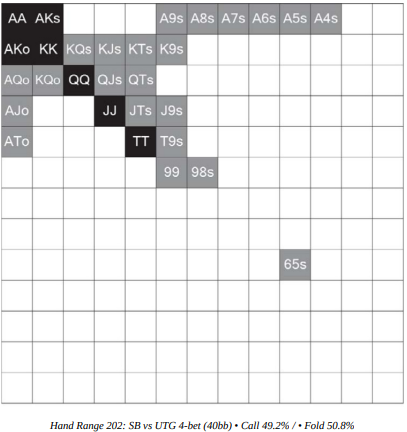 AA AKs A9s A8s A7s A6s A5s A4s
AKo KK KQs KJs KTs K9s
AQo KQo QQ QJs QTs
AJo JJ JTs J9s
ATo TT T9s
99 98s
65s
Hand Range 202: SB vs UTG 4-bet (40bb) • Call 49.2% / • Fold 50.8%